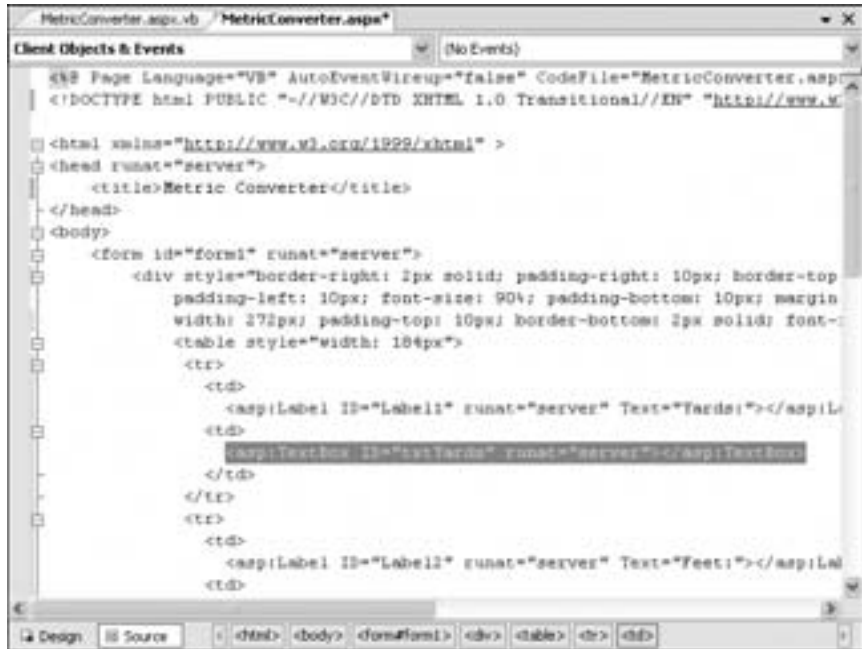 MetricConverter.aspx.vb MetricConverter.aspx*
Client Objects & Events (No Events)
<%@ Page Language="VB" AutoEventWireup="false" CodeFile="MetricConverter.asp
<!DOCTYPE html PUBLIC "-//W3C//DTD XHTML 1.0 Transitional//EN" "http://www.w
<html xmlns="http://www.w3.org/1999/xhtml" >
<head runat="server">
<title>Metric Converter</title>
</head>
<body>
<form id="form1" runat="server">
<div style="border-right: 2px solid; padding-right: 10px; border-top
padding-left: 10px; font-size: 90%; padding-bottom: 10px; margin
width: 272px; padding-top: 10px; border-bottom: 2px solid; font-
<table style="width: 184px">
<tr>
<td>
<asp:Label ID="Label1" runat="server" Text="Yards:"></asp:L
<td>
<asp:TextBox ID="txtYards" runat="server"></asp:TextBox>
</td>
</tr>
<tr>
<td>
<asp:Label ID="Label2" runat="server" Text="Feet:"></asp:Lab
<td>
Design Source <html> <body> <form#form1> <div> <table> <tr> <td>